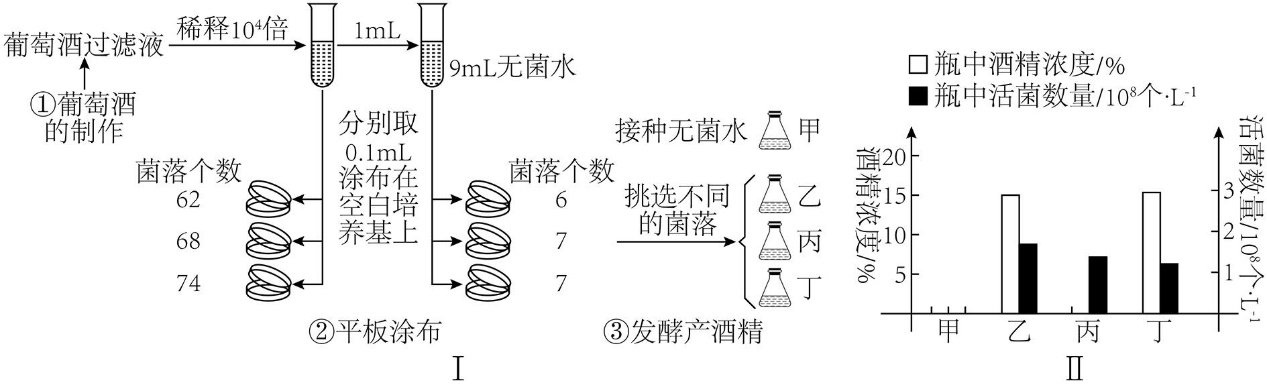 葡萄酒过滤液
稀释10⁴倍
1mL
9mL无菌水
①葡萄酒
的制作
分别取
0.1mL
涂布在
空白培
养基上
菌落个数
62
68
74
菌落个数
6
7
7
②平板涂布
接种无菌水
甲
挑选不同
的菌落
乙
丙
丁
③发酵产酒精
Ⅰ
瓶中酒精浓度/%
瓶中活菌数量/10⁸个·L⁻¹
酒精浓度/%
20
15
10
5
活菌数量/10⁸个·L⁻¹
3
2
1
甲
乙
丙
丁
Ⅱ